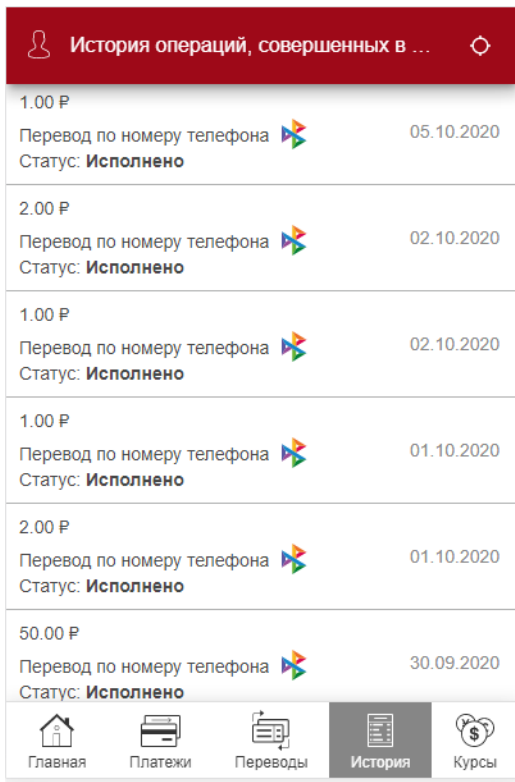 История операций, совершенных в ...
1.00 ₽
Перевод по номеру телефона
05.10.2020
Статус: Исполнено
2.00 ₽
Перевод по номеру телефона
02.10.2020
Статус: Исполнено
1.00 ₽
Перевод по номеру телефона
02.10.2020
Статус: Исполнено
1.00 ₽
Перевод по номеру телефона
01.10.2020
Статус: Исполнено
2.00 ₽
Перевод по номеру телефона
01.10.2020
Статус: Исполнено
50.00 ₽
Перевод по номеру телефона
30.09.2020
Статус: Исполнено
Главная
Платежи
Переводы
История
Курсы